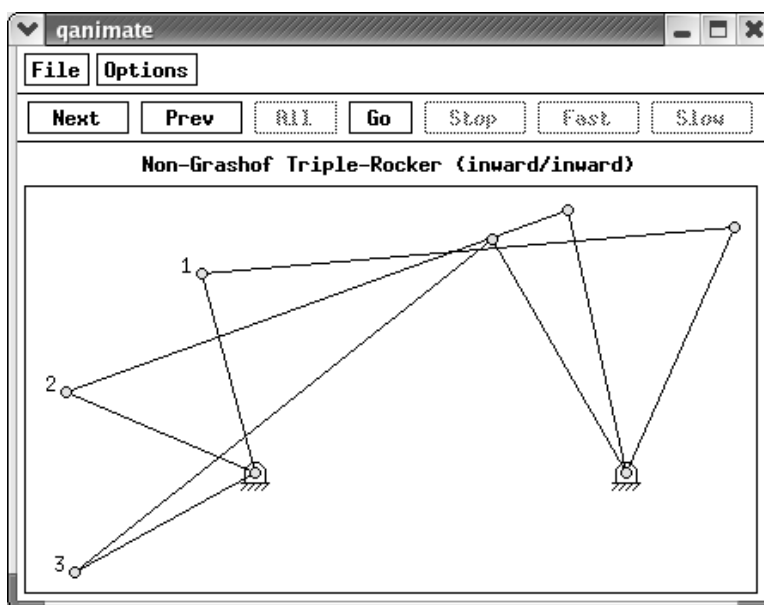 qanimate
File Options
Next Prev All Go Stop Fast Slow
Non-Grashof Triple-Rocker (inward/inward)
1
2
3